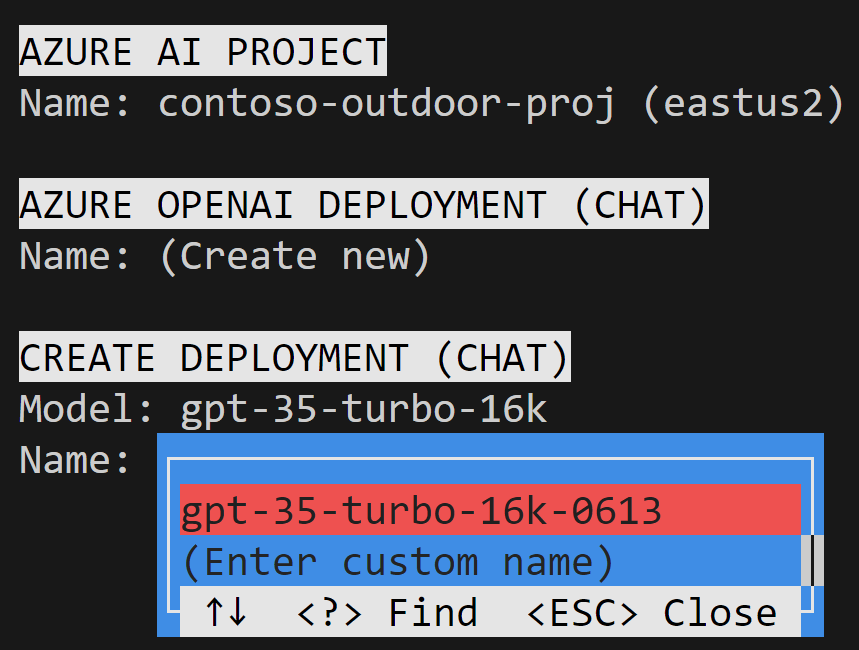 AZURE AI PROJECT
Name: contoso-outdoor-proj (eastus2)
AZURE OPENAI DEPLOYMENT (CHAT)
Name: (Create new)
CREATE DEPLOYMENT (CHAT)
Model: gpt-35-turbo-16k
Name:
gpt-35-turbo-16k-0613
(Enter custom name)
↑↓ <?> Find <ESC> Close